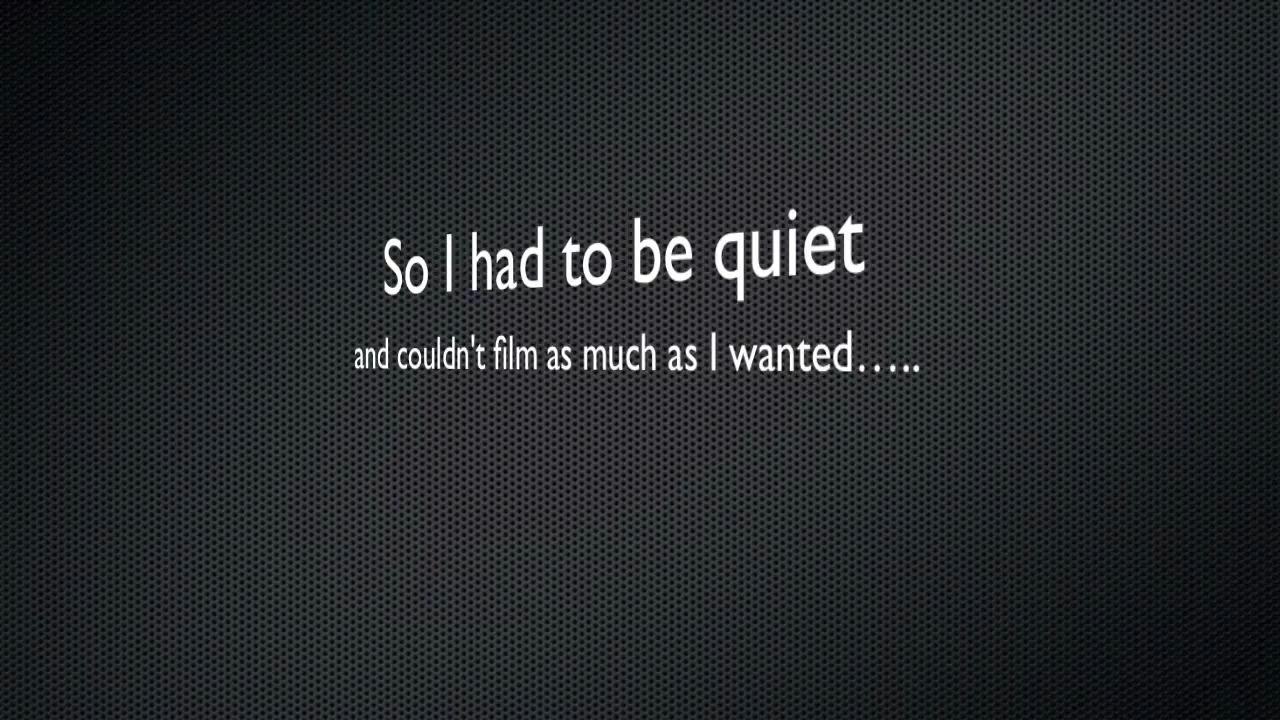 So I had to be quiet
and couldn't film as much as I wanted…..